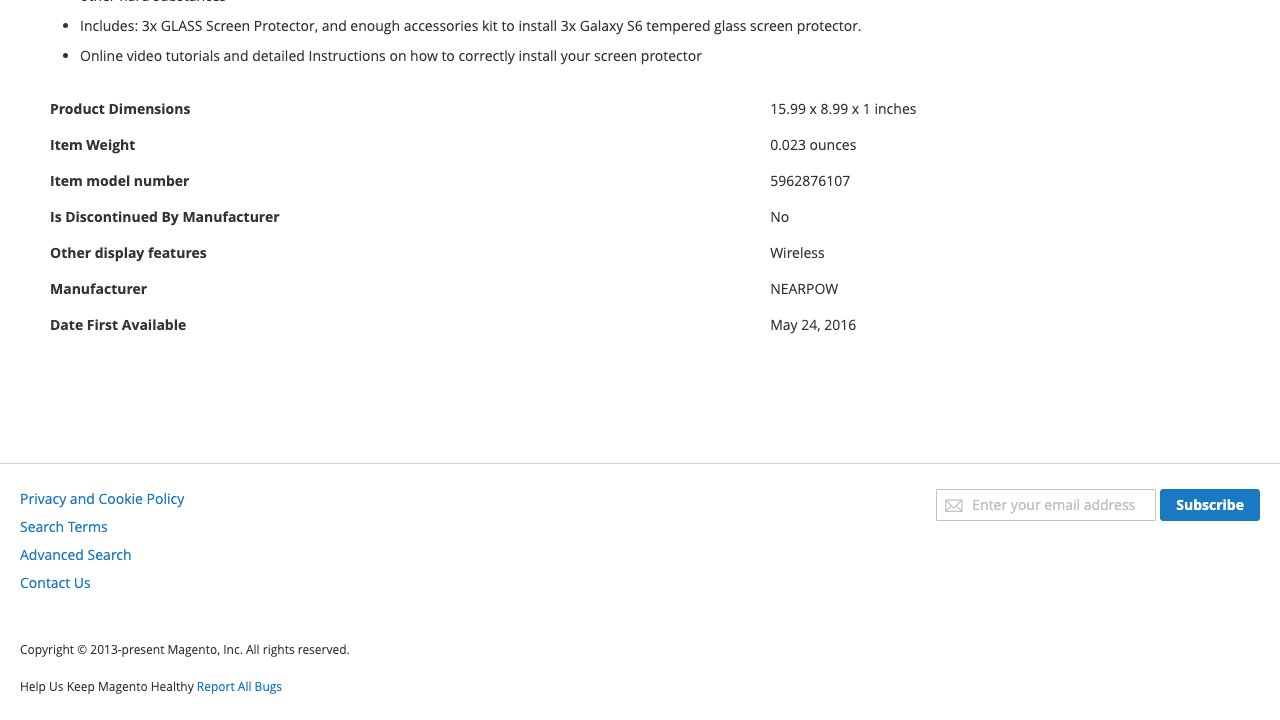 Includes: 3x GLASS Screen Protector, and enough accessories kit to install 3x Galaxy S6 tempered glass screen protector.
Online video tutorials and detailed Instructions on how to correctly install your screen protector
Product Dimensions 15.99 x 8.99 x 1 inches
Item Weight 0.023 ounces
Item model number 5962876107
Is Discontinued By Manufacturer No
Other display features Wireless
Manufacturer NEARPOW
Date First Available May 24, 2016
Privacy and Cookie Policy
Search Terms
Advanced Search
Contact Us
Enter your email address
Subscribe
Copyright © 2013-present Magento, Inc. All rights reserved.
Help Us Keep Magento Healthy Report All Bugs